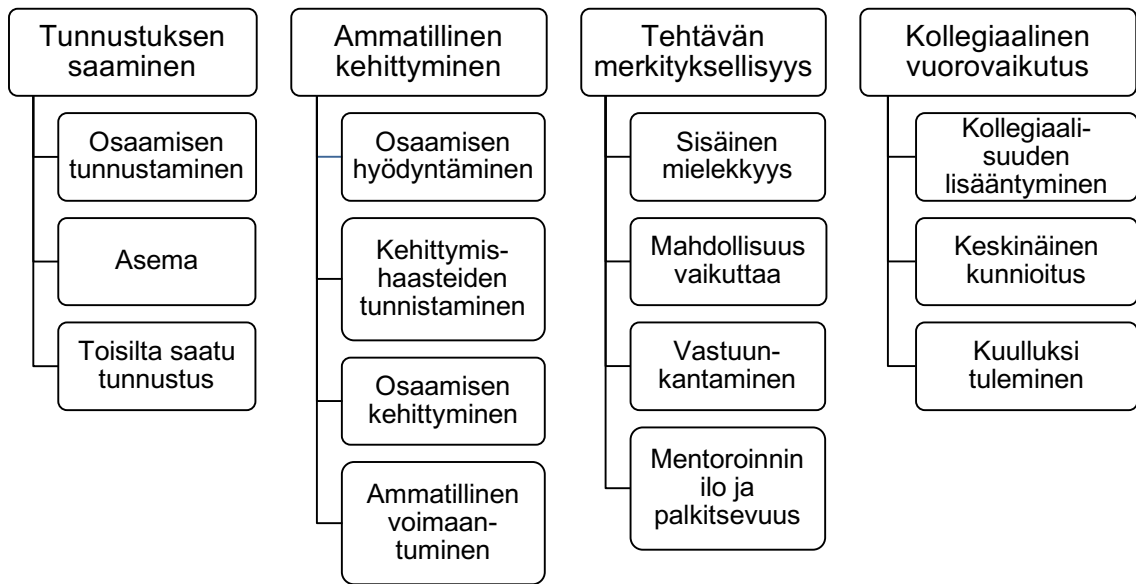 Tunnustuksen
saaminen
Osaamisen
tunnustaminen
Asema
Toisilta saatu
tunnustus
Ammatillinen
kehittyminen
Osaamisen
hyödyntäminen
Kehittymis-
haasteiden
tunnistaminen
Osaamisen
kehittyminen
Ammatillinen
voimaan-
tuminen
Tehtävän
merkityksellisyys
Sisäinen
mielekkyys
Mahdollisuus
vaikuttaa
Vastuun-
kantaminen
Mentoroinnin
ilo ja
palkitsevuus
Kollegiaalinen
vuorovaikutus
Kollegiaali-
suuden
lisääntyminen
Keskinäinen
kunnioitus
Kuulluksi
tuleminen